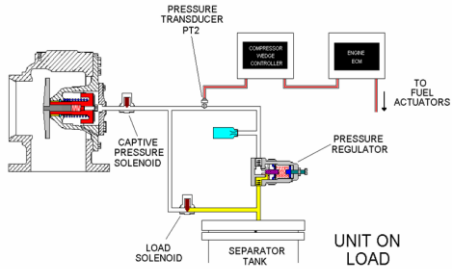 PRESSURE
TRANSDUCER
PT2
COMPRESSOR
WEDGE
CONTROLLER
ENGINE
ECM
TO
FUEL
ACTUATORS
CAPTIVE
PRESSURE
SOLENOID
PRESSURE
REGULATOR
LOAD
SOLENOID
SEPARATOR
TANK
UNIT ON
LOAD